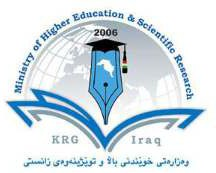 Ministry of Higher Education & Scientific Research
2006
KRG Iraq
وەزارەتی خوێندنی باڵا و توێژینەوەی زانستی